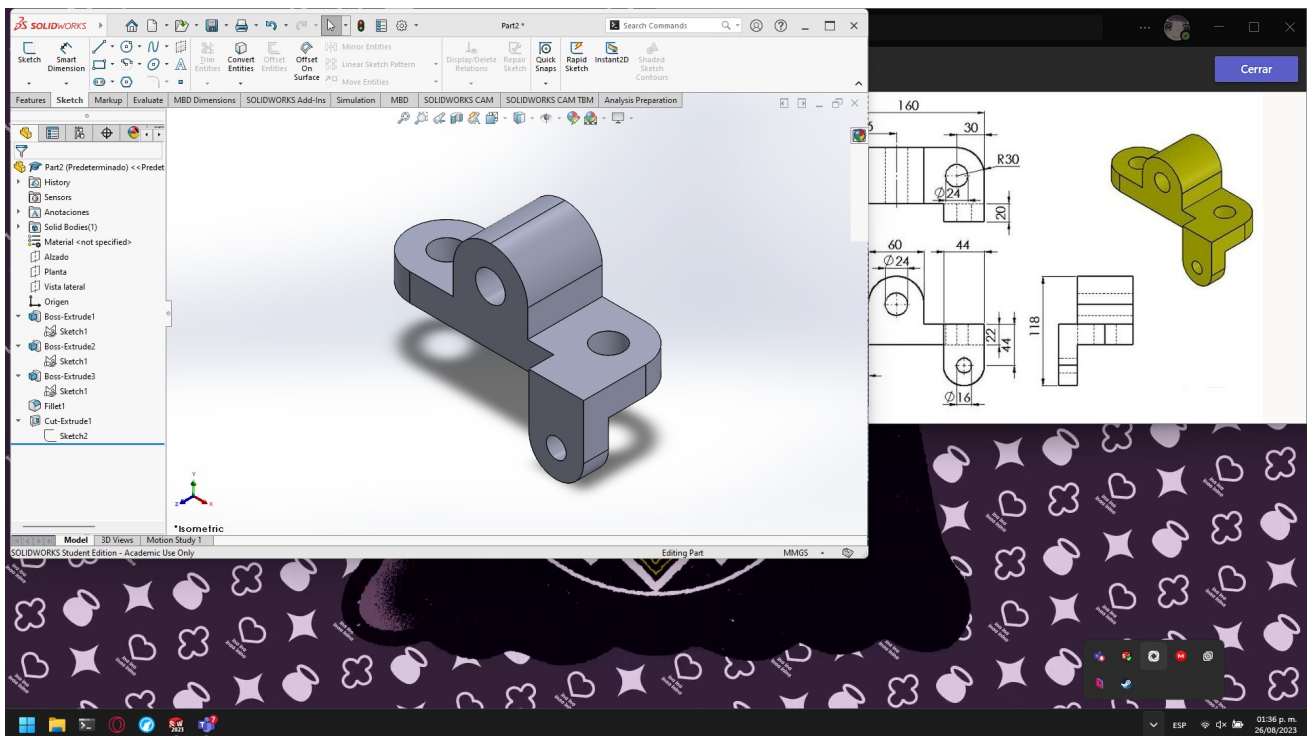 SOLIDWORKS
Part2 *
Search Commands
Sketch
Smart Dimension
Trim Entities
Convert Entities
Offset Entities
Offset On Surface
Mirror Entities
Linear Sketch Pattern
Move Entities
Display/Delete Relations
Repair Sketch
Quick Snaps
Rapid Sketch
Instant2D
Shaded Sketch Contours
Features Sketch Markup Evaluate MBD Dimensions SOLIDWORKS Add-Ins Simulation MBD SOLIDWORKS CAM SOLIDWORKS CAM TBM Analysis Preparation
Part2 (Predeterminado) <<Predet
History
Sensors
Anotaciones
Solid Bodies(1)
Material <not specified>
Alzado
Planta
Vista lateral
Origen
Boss-Extrude1
Sketch1
Boss-Extrude2
Sketch1
Boss-Extrude3
Sketch1
Fillet1
Cut-Extrude1
Sketch2
Y
Z
X
*Isometric
Model 3D Views Motion Study 1
SOLIDWORKS Student Edition - Academic Use Only
Editing Part
MMGS
Cerrar
160
30
R30
Ø24
20
60
44
Ø24
22
44
118
Ø16
SW
2023
7
ESP
01:36 p. m.
26/08/2023